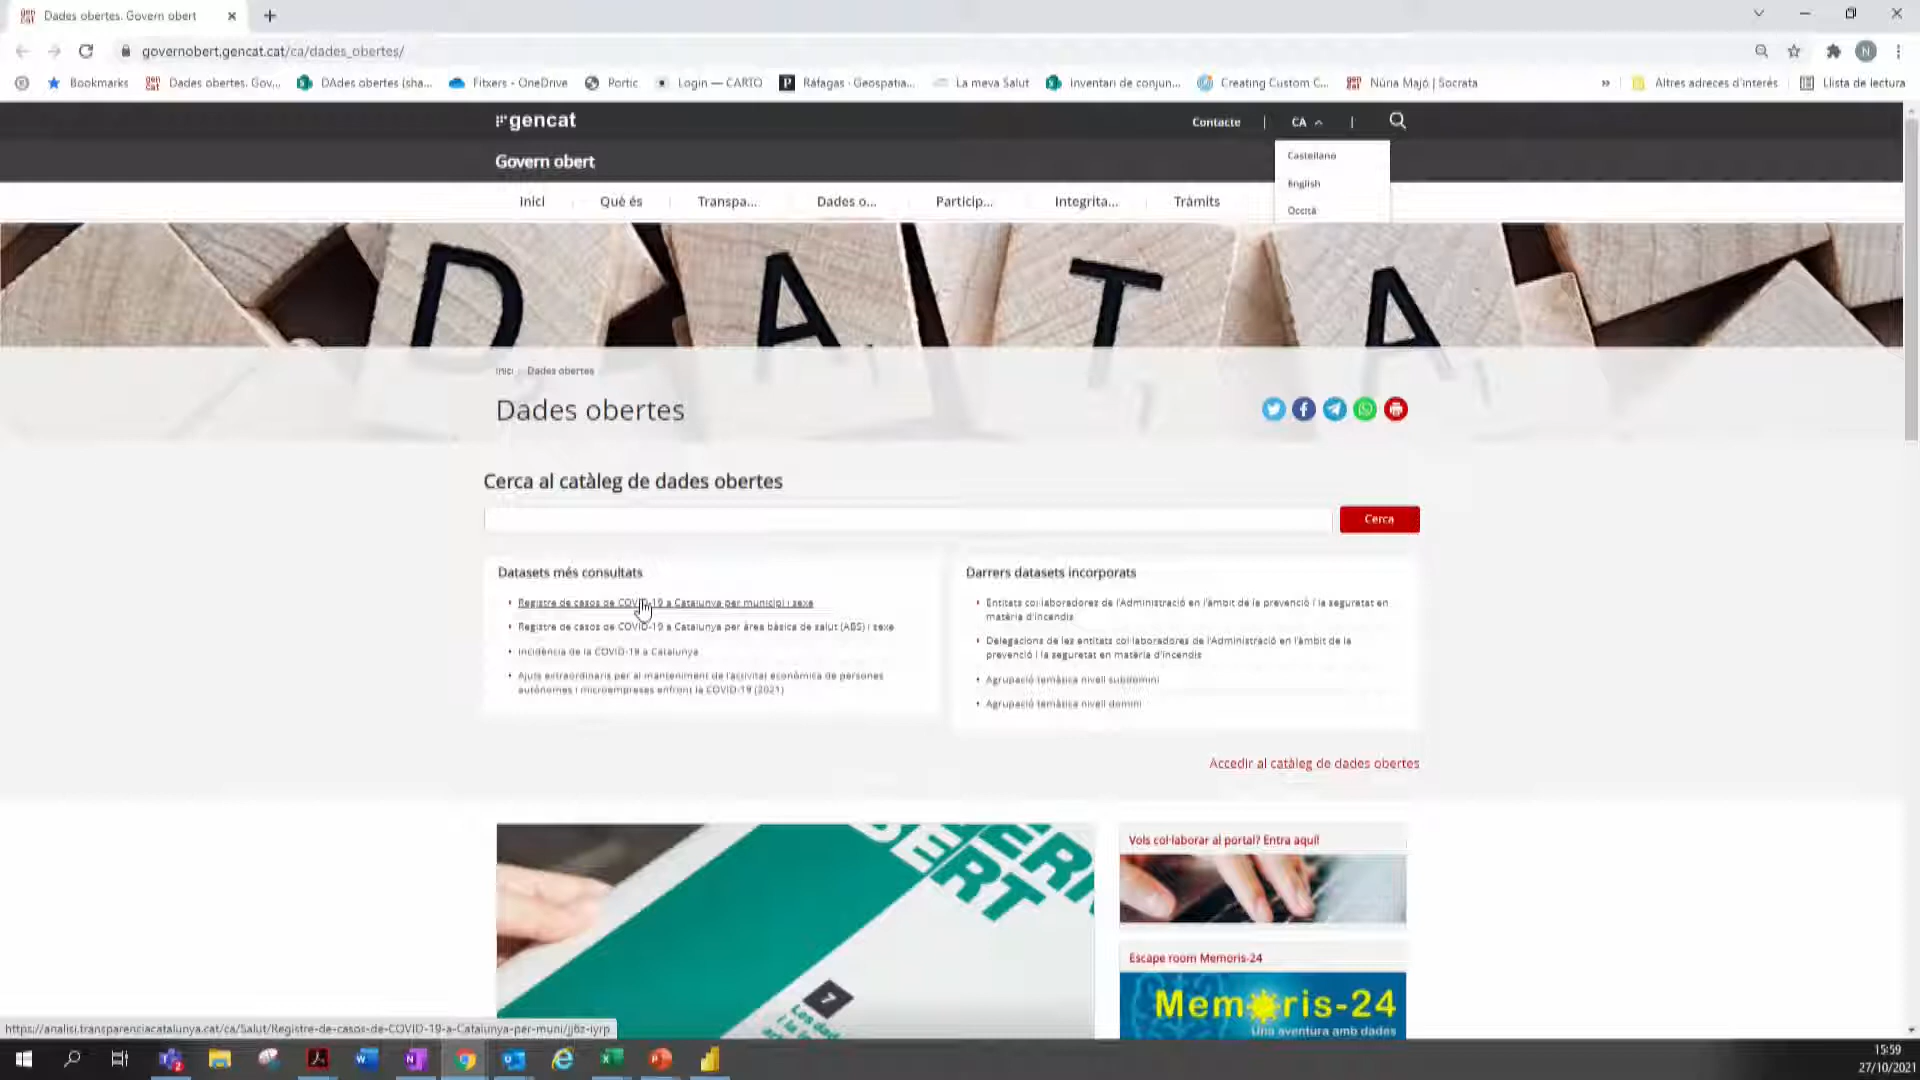 Dades obertes. Govern obert
governobert.gencat.cat/ca/dades_obertes/
Bookmarks
Dades obertes. Gov...
DAdes obertes (sha...
Fitxers - OneDrive
Portic
Login — CARTO
Ràfagas · Geospatia...
La meva Salut
Inventari de conjun...
Creating Custom C...
Núria Majó | Socrata
»
Altres adreces d'interès
Llista de lectura
gencat
Contacte | CA |
Govern obert
Castellano
English
Occità
Inici
Què és
Transpa...
Dades o...
Particip...
Integrita...
Tràmits
D A T A
Inici
Dades obertes
Dades obertes
Cerca al catàleg de dades obertes
Cerca
Datasets més consultats
Registre de casos de COVID-19 a Catalunya per municipi i sexe
Registre de casos de COVID-19 a Catalunya per àrea bàsica de salut (ABS) i sexe
Incidència de la COVID-19 a Catalunya
Ajuts extraordinaris per al manteniment de l'activitat econòmica de persones
autònomes i microempreses enfront la COVID-19 (2021)
Darrers datasets incorporats
Entitats col·laboradores de l'Administració en l'àmbit de la prevenció i la seguretat en
matèria d'incendis
Delegacions de les entitats col·laboradores de l'Administració en l'àmbit de la
prevenció i la seguretat en matèria d'incendis
Agrupació temàtica nivell subdomini
Agrupació temàtica nivell domini
Accedir al catàleg de dades obertes
7
Vols col·laborar al portal? Entra aquí!
Escape room Memoris-24
Memoris-24
Una aventura amb dades
https://analisi.transparenciacatalunya.cat/ca/Salut/Registre-de-casos-de-COVID-19-a-Catalunya-per-muni/jj6z-iyrp
15:59
27/10/2021